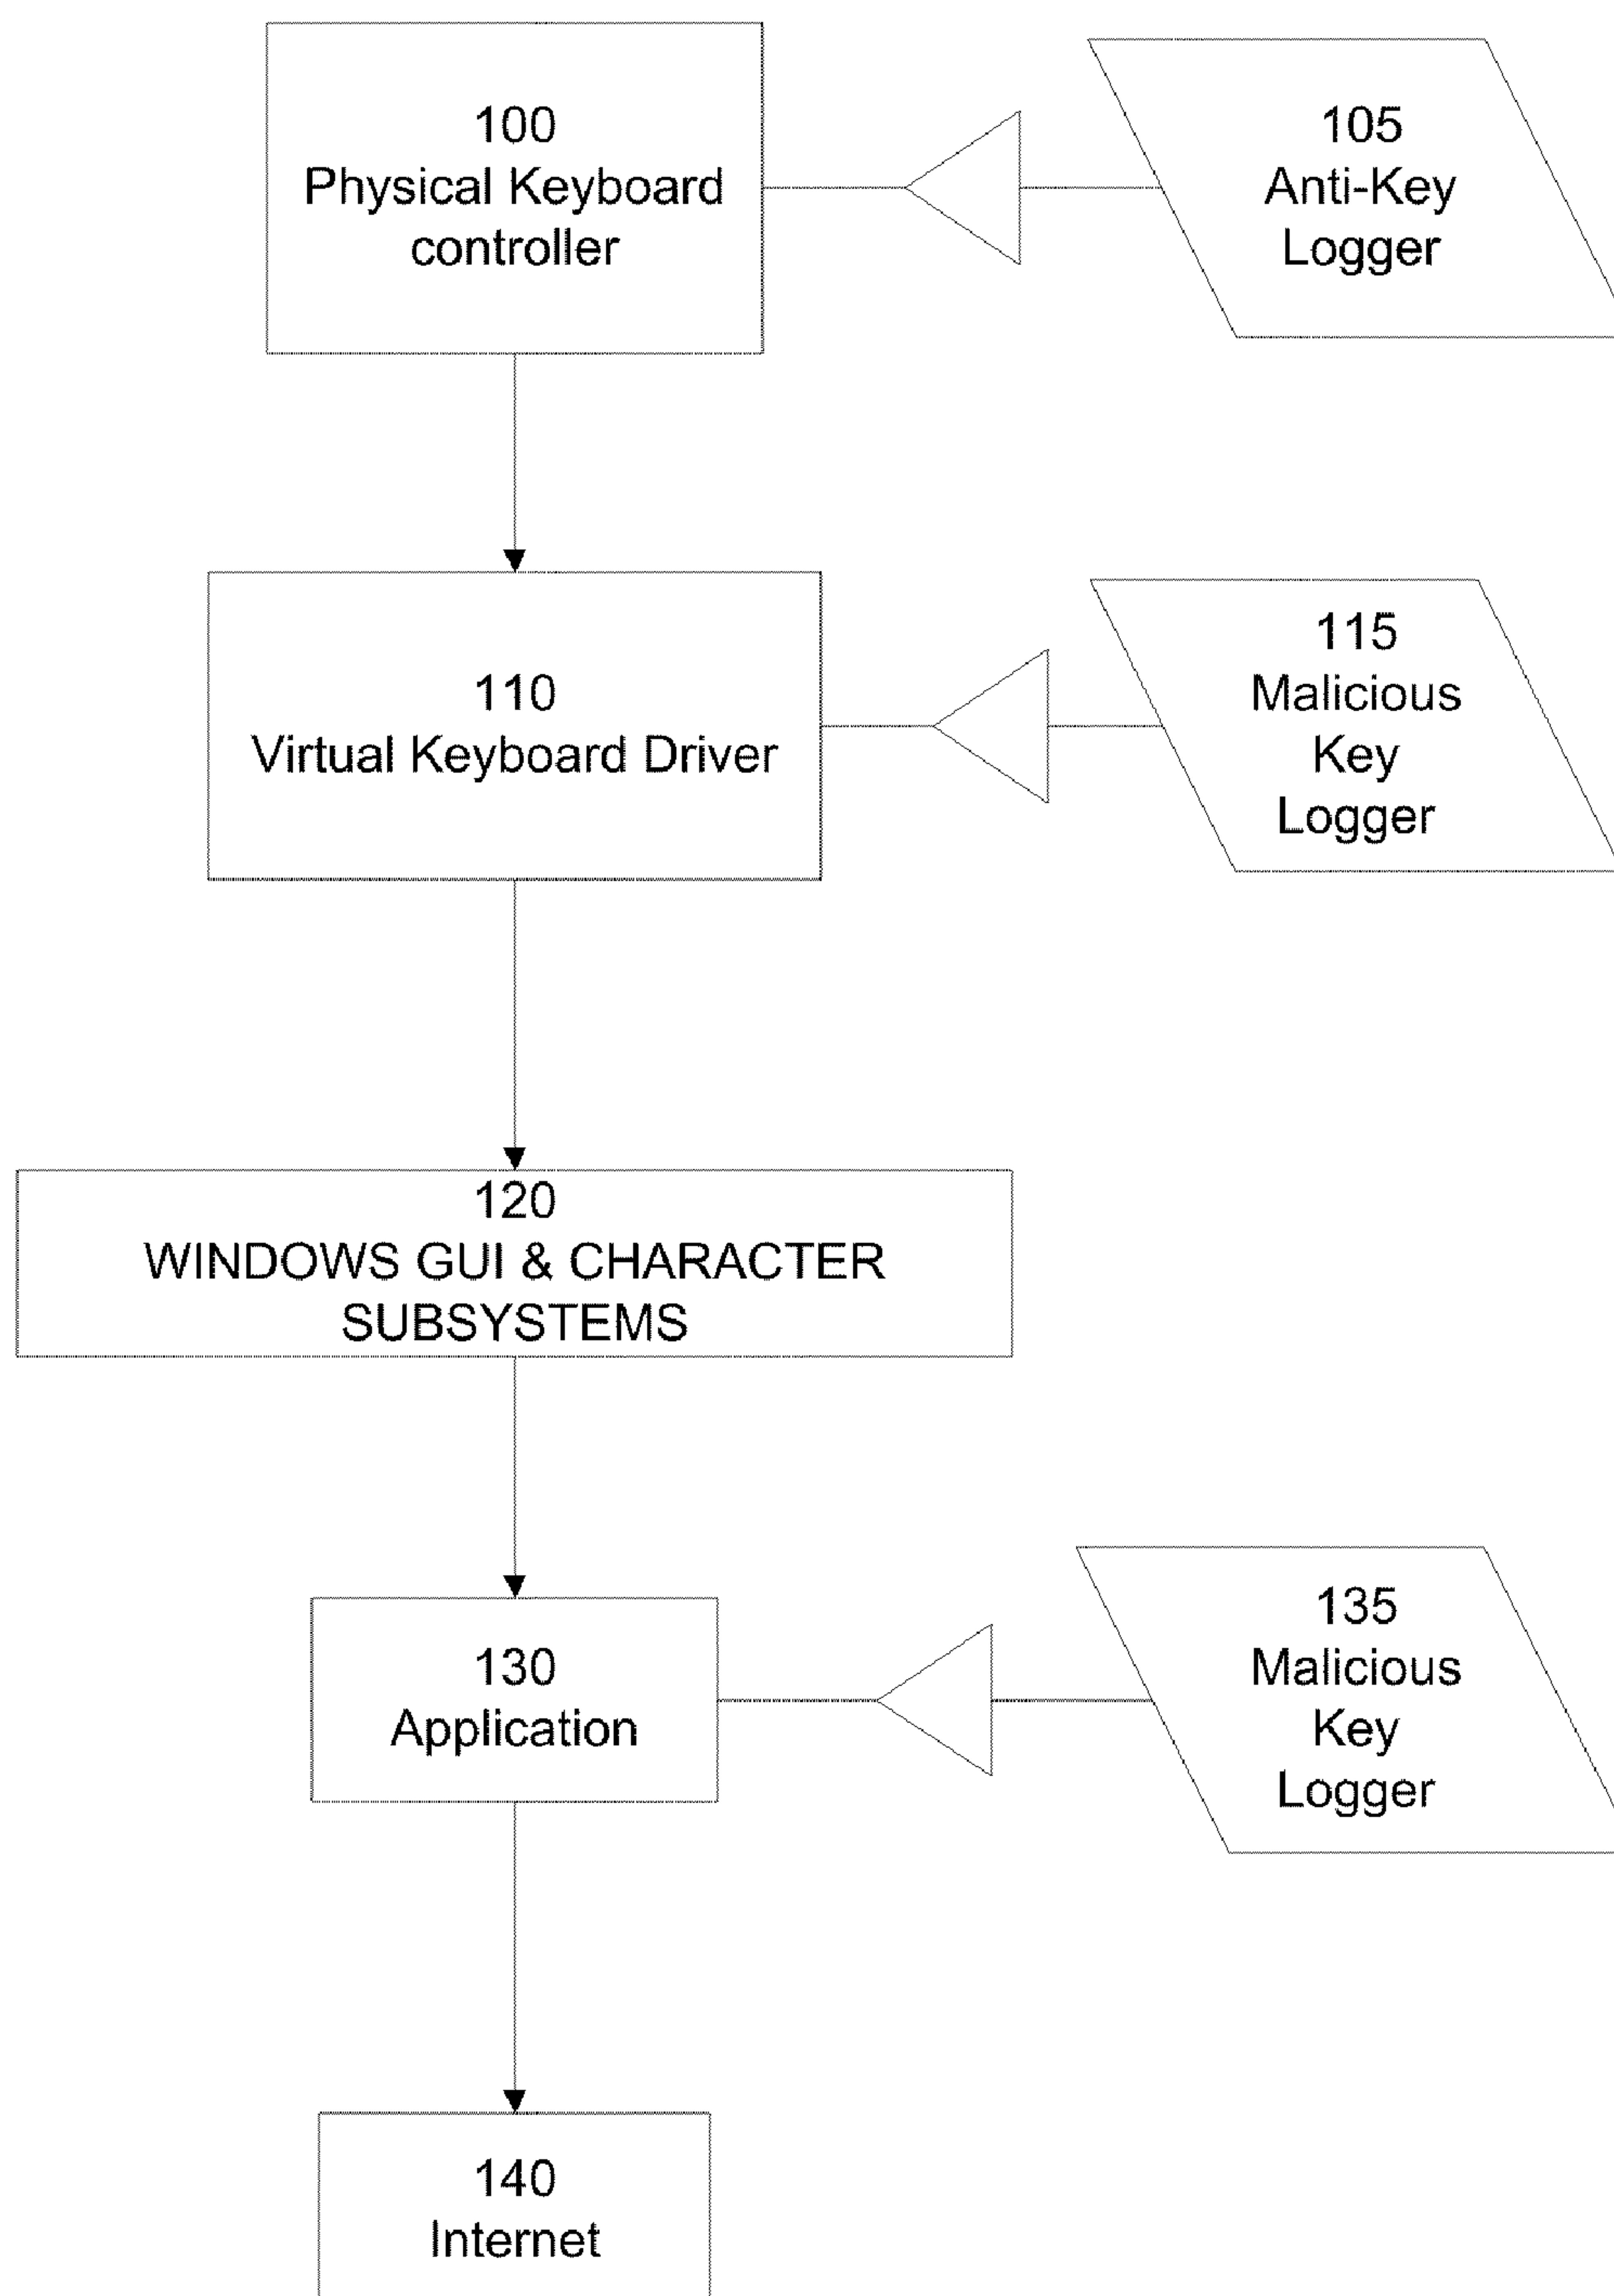 100
Physical Keyboard
controller
105
Anti-Key
Logger
110
Virtual Keyboard Driver
115
Malicious
Key
Logger
120
WINDOWS GUI & CHARACTER
SUBSYSTEMS
130
Application
135
Malicious
Key
Logger
140
Internet